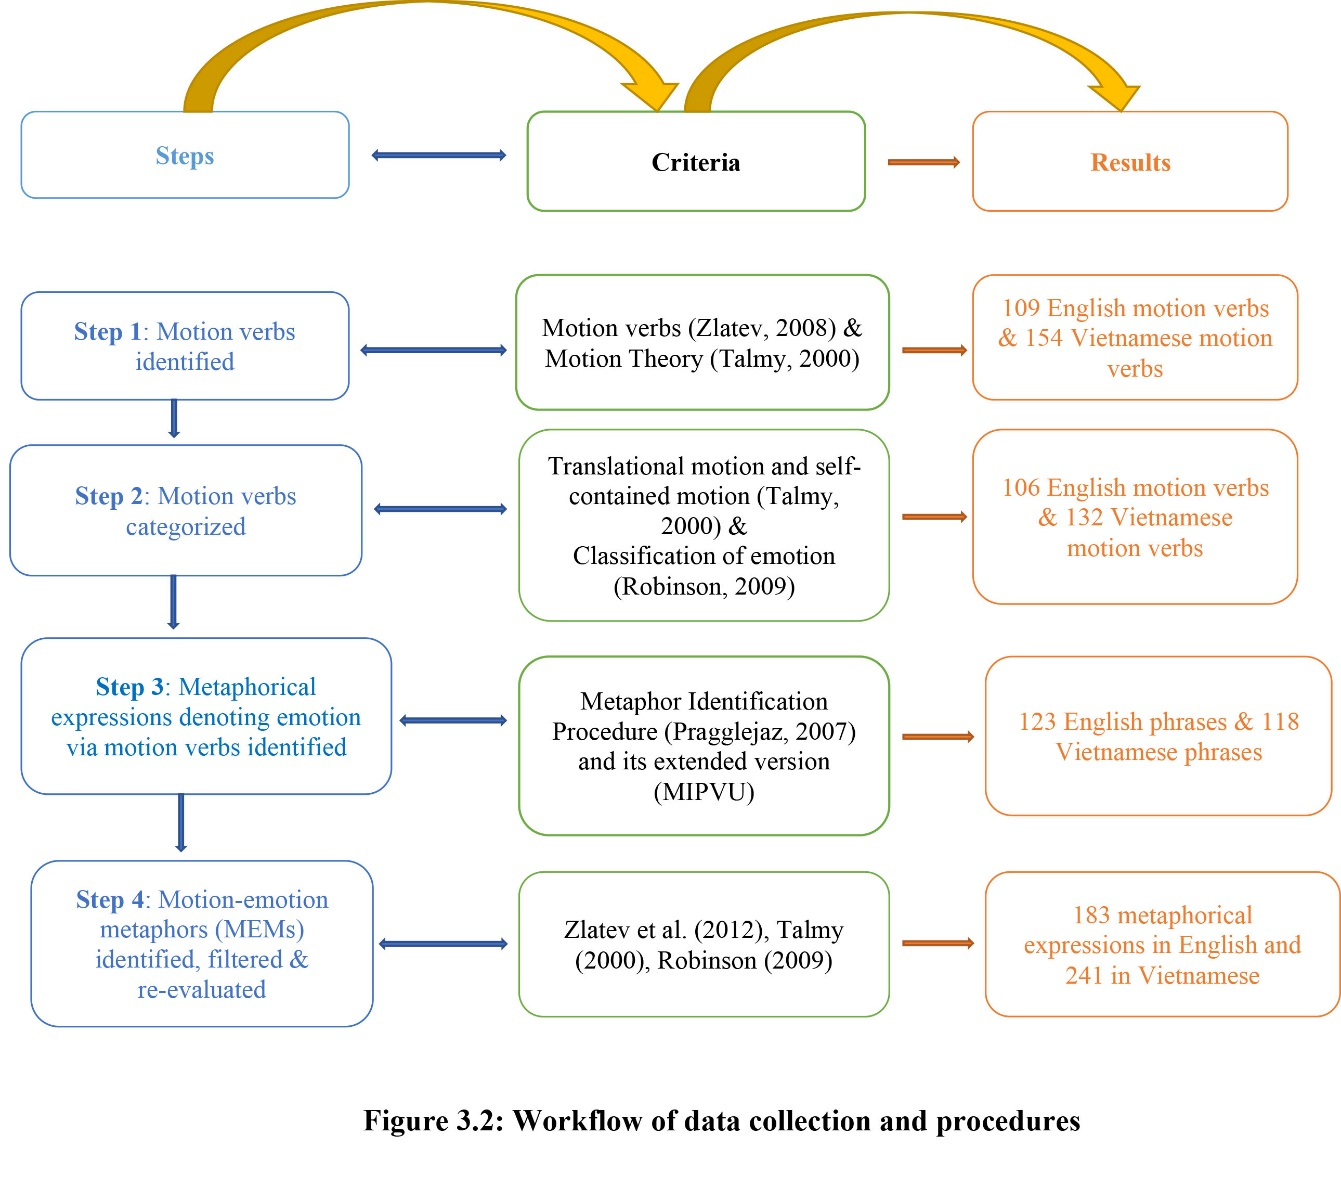 Steps
Criteria
Results
Step 1: Motion verbs
identified
Motion verbs (Zlatev, 2008) &
Motion Theory (Talmy, 2000)
109 English motion verbs
& 154 Vietnamese motion
verbs
Step 2: Motion verbs
categorized
Translational motion and self-
contained motion (Talmy,
2000) &
Classification of emotion
(Robinson, 2009)
106 English motion verbs
& 132 Vietnamese
motion verbs
Step 3: Metaphorical
expressions denoting emotion
via motion verbs identified
Metaphor Identification
Procedure (Pragglejaz, 2007)
and its extended version
(MIPVU)
123 English phrases & 118
Vietnamese phrases
Step 4: Motion-emotion
metaphors (MEMs)
identified, filtered &
re-evaluated
Zlatev et al. (2012), Talmy
(2000), Robinson (2009)
183 metaphorical
expressions in English and
241 in Vietnamese
Figure 3.2: Workflow of data collection and procedures